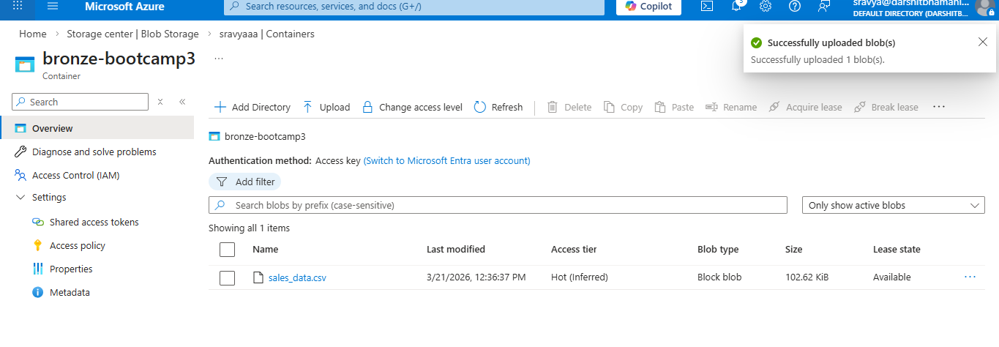 Microsoft Azure
Search resources, services, and docs (G+/)
Copilot
sravya@darshitbhamani...
DEFAULT DIRECTORY (DARSHITB...
Home > Storage center | Blob Storage > sravyaaa | Containers
bronze-bootcamp3 ...
Container
Successfully uploaded blob(s)
Successfully uploaded 1 blob(s).
Search
Overview
Diagnose and solve problems
Access Control (IAM)
Settings
Shared access tokens
Access policy
Properties
Metadata
Add Directory Upload Change access level Refresh Delete Copy Paste Rename Acquire lease Break lease ...
bronze-bootcamp3
Authentication method: Access key (Switch to Microsoft Entra user account)
Add filter
Search blobs by prefix (case-sensitive)
Only show active blobs
Showing all 1 items
Name Last modified Access tier Blob type Size Lease state
sales_data.csv 3/21/2026, 12:36:37 PM Hot (Inferred) Block blob 102.62 KiB Available ...